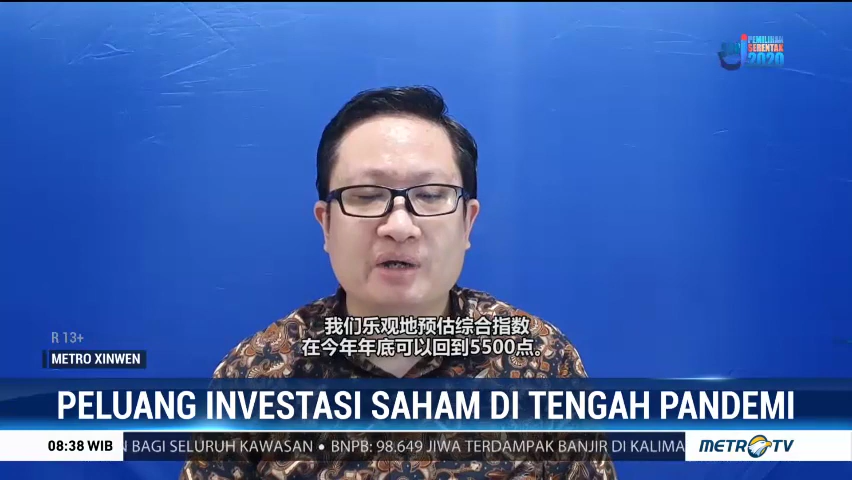 PEMILIHAN
SERENTAK
2020
我们乐观地预估综合指数
在今年年底可以回到5500点。
R 13+
METRO XINWEN
PELUANG INVESTASI SAHAM DI TENGAH PANDEMI
08:38 WIB
N BAGI SELURUH KAWASAN • BNPB: 98.649 JIWA TERDAMPAK BANJIR DI KALIMA
METRO TV